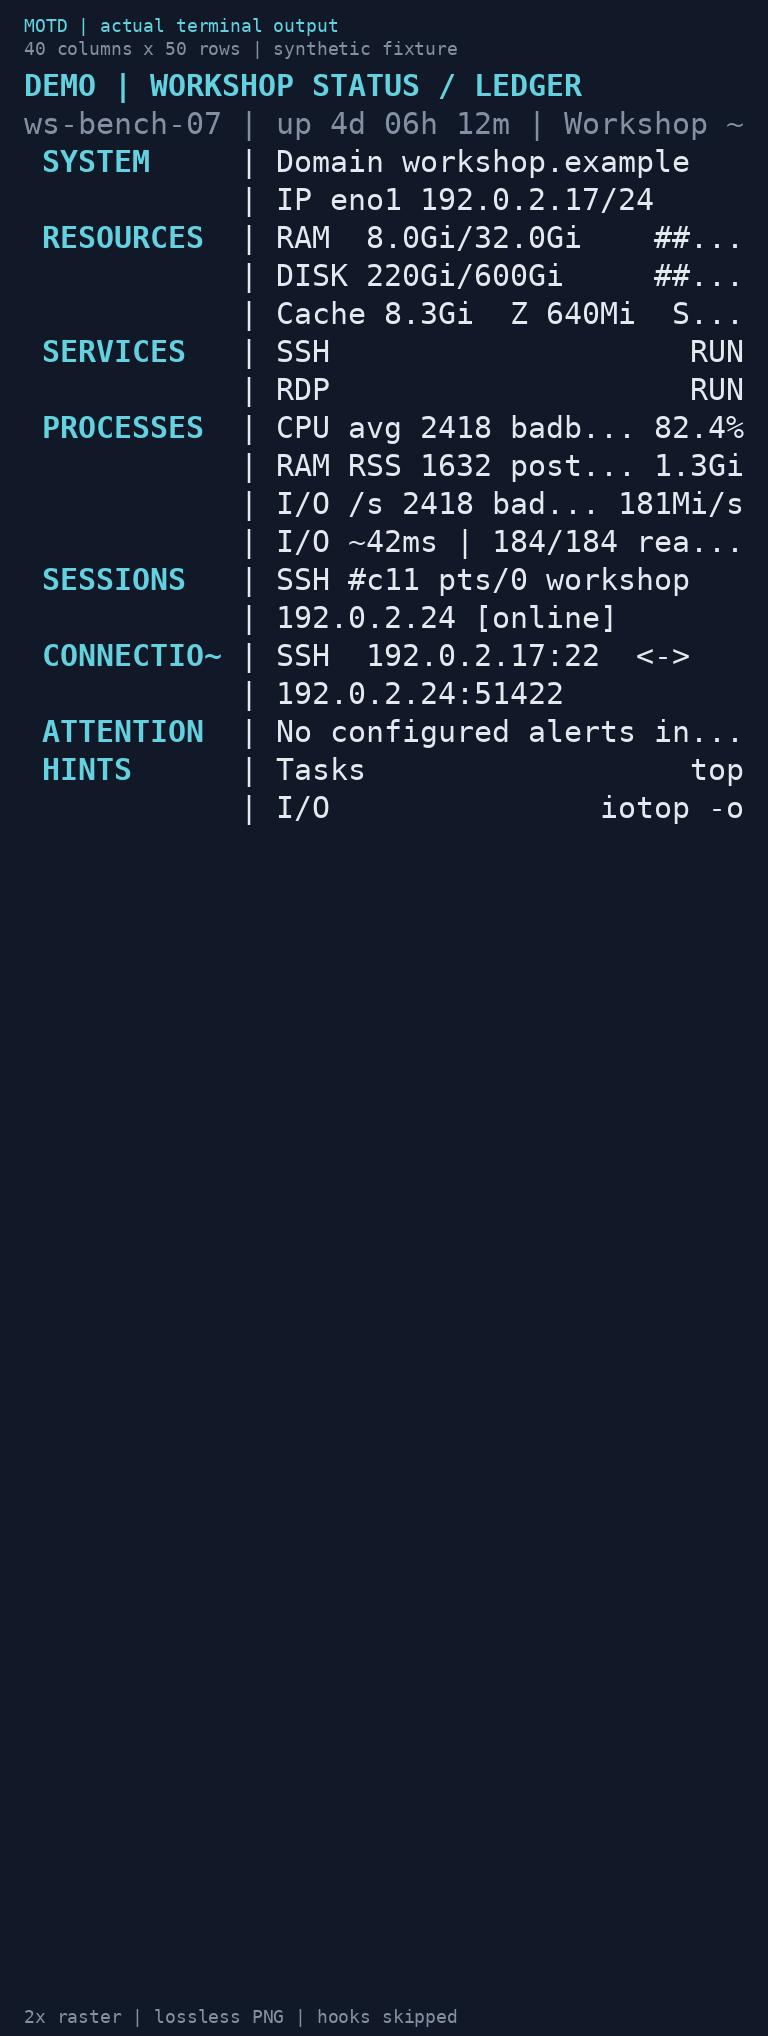 MOTD | actual terminal output
40 columns x 50 rows | synthetic fixture
DEMO | WORKSHOP STATUS / LEDGER
ws-bench-07 | up 4d 06h 12m | Workshop ~
SYSTEM | Domain workshop.example
| IP eno1 192.0.2.17/24
RESOURCES | RAM 8.0Gi/32.0Gi ##...
| DISK 220Gi/600Gi ##...
| Cache 8.3Gi Z 640Mi S...
SERVICES | SSH RUN
| RDP RUN
PROCESSES | CPU avg 2418 badb... 82.4%
| RAM RSS 1632 post... 1.3Gi
| I/O /s 2418 bad... 181Mi/s
| I/O ~42ms | 184/184 rea...
SESSIONS | SSH #c11 pts/0 workshop
| 192.0.2.24 [online]
CONNECTIO~ | SSH 192.0.2.17:22 <->
| 192.0.2.24:51422
ATTENTION | No configured alerts in...
HINTS | Tasks top
| I/O iotop -o
2x raster | lossless PNG | hooks skipped